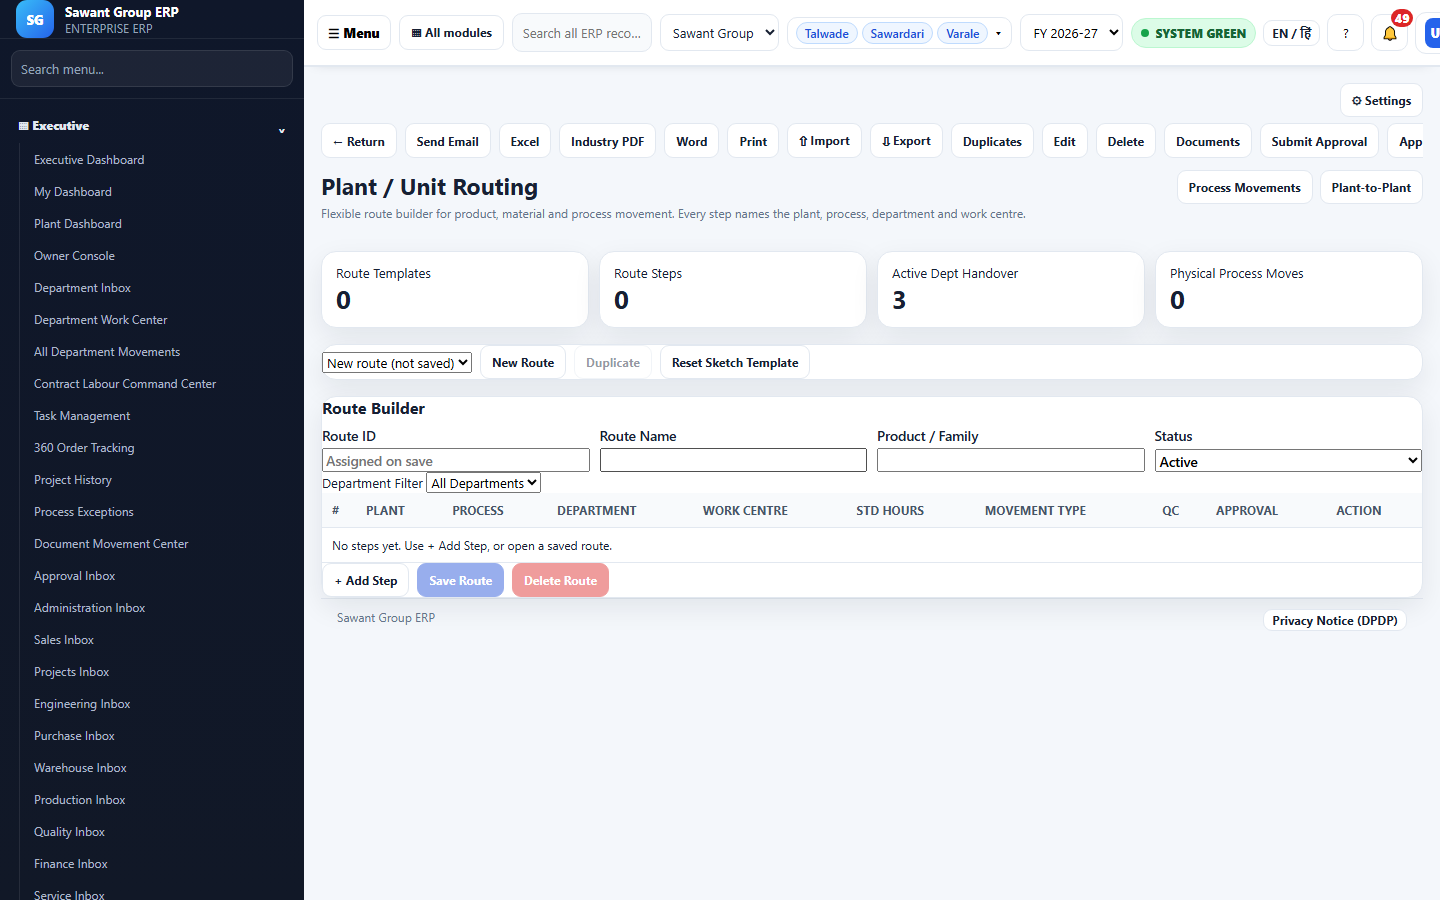 SG
Sawant Group ERP
ENTERPRISE ERP
Search menu...
Executive
Executive Dashboard
My Dashboard
Plant Dashboard
Owner Console
Department Inbox
Department Work Center
All Department Movements
Contract Labour Command Center
Task Management
360 Order Tracking
Project History
Process Exceptions
Document Movement Center
Approval Inbox
Administration Inbox
Sales Inbox
Projects Inbox
Engineering Inbox
Purchase Inbox
Warehouse Inbox
Production Inbox
Quality Inbox
Finance Inbox
Service Inbox
☰ Menu
All modules
Search all ERP reco...
Sawant Group
Talwade Sawardari Varale
FY 2026-27
SYSTEM GREEN
EN / हिं
?
49
U
⚙ Settings
← Return
Send Email
Excel
Industry PDF
Word
Print
⇧ Import
⇩ Export
Duplicates
Edit
Delete
Documents
Submit Approval
App
Plant / Unit Routing
Process Movements
Plant-to-Plant
Flexible route builder for product, material and process movement. Every step names the plant, process, department and work centre.
Route Templates
0
Route Steps
0
Active Dept Handover
3
Physical Process Moves
0
New route (not saved)
New Route
Duplicate
Reset Sketch Template
Route Builder
Route ID
Route Name
Product / Family
Status
Assigned on save
Active
Department Filter All Departments
# PLANT PROCESS DEPARTMENT WORK CENTRE STD HOURS MOVEMENT TYPE QC APPROVAL ACTION
No steps yet. Use + Add Step, or open a saved route.
+ Add Step
Save Route
Delete Route
Sawant Group ERP
Privacy Notice (DPDP)